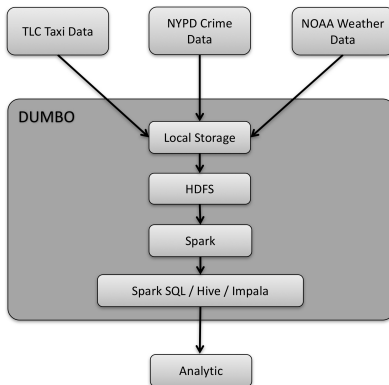 TLC Taxi Data
NYPD Crime
Data
NOAA Weather
Data
DUMBO
Local Storage
HDFS
Spark
Spark SQL / Hive / Impala
Analytic